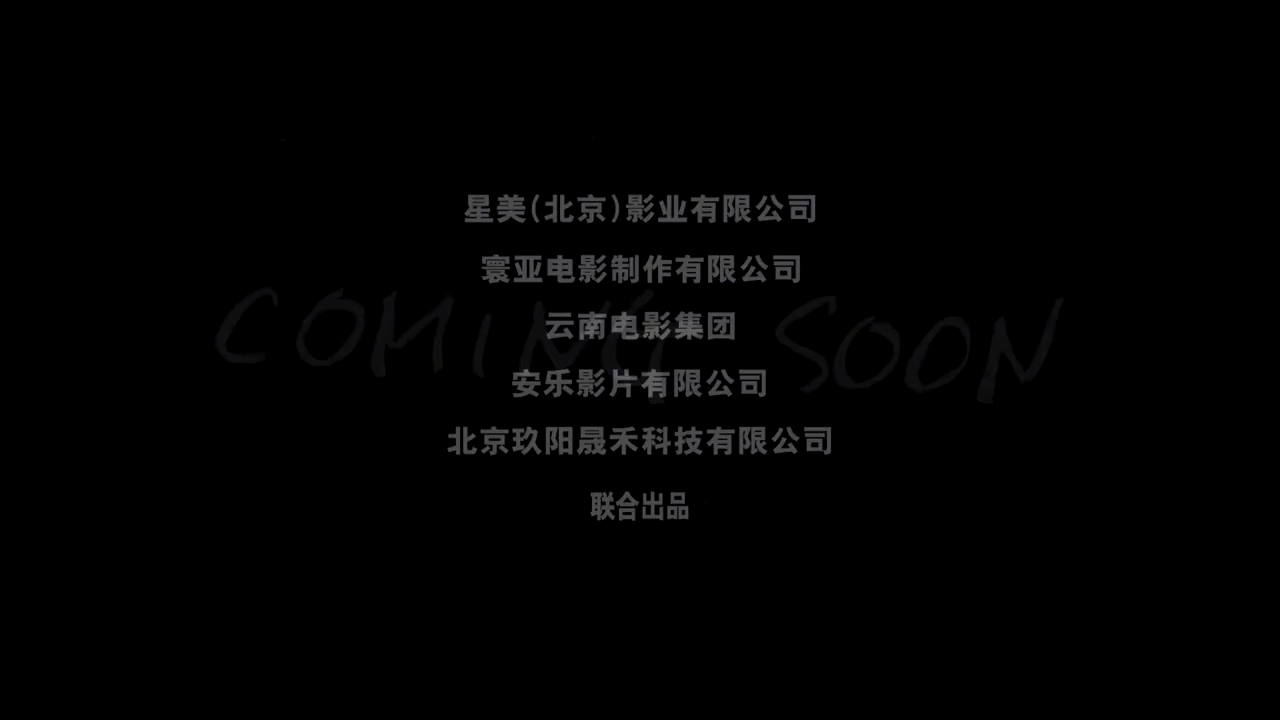 星美(北京)影业有限公司
寰亚电影制作有限公司
云南电影集团
COMING SOON
安乐影片有限公司
北京玖阳晟禾科技有限公司
联合出品